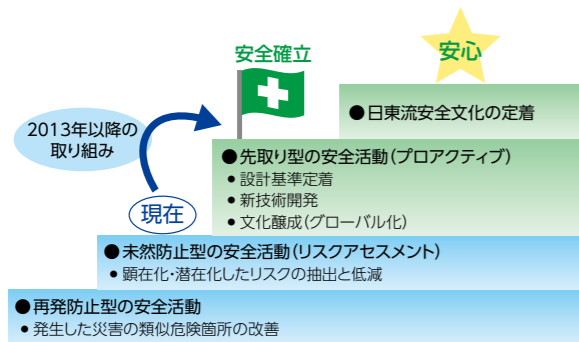 安心
安全確立
●日東流安全文化の定着
2013年以降の
取り組み
●先取り型の安全活動(プロアクティブ)
• 設計基準定着
• 新技術開発
• 文化醸成(グローバル化)
現在
●未然防止型の安全活動(リスクアセスメント)
• 顕在化・潜在化したリスクの抽出と低減
●再発防止型の安全活動
• 発生した災害の類似危険箇所の改善